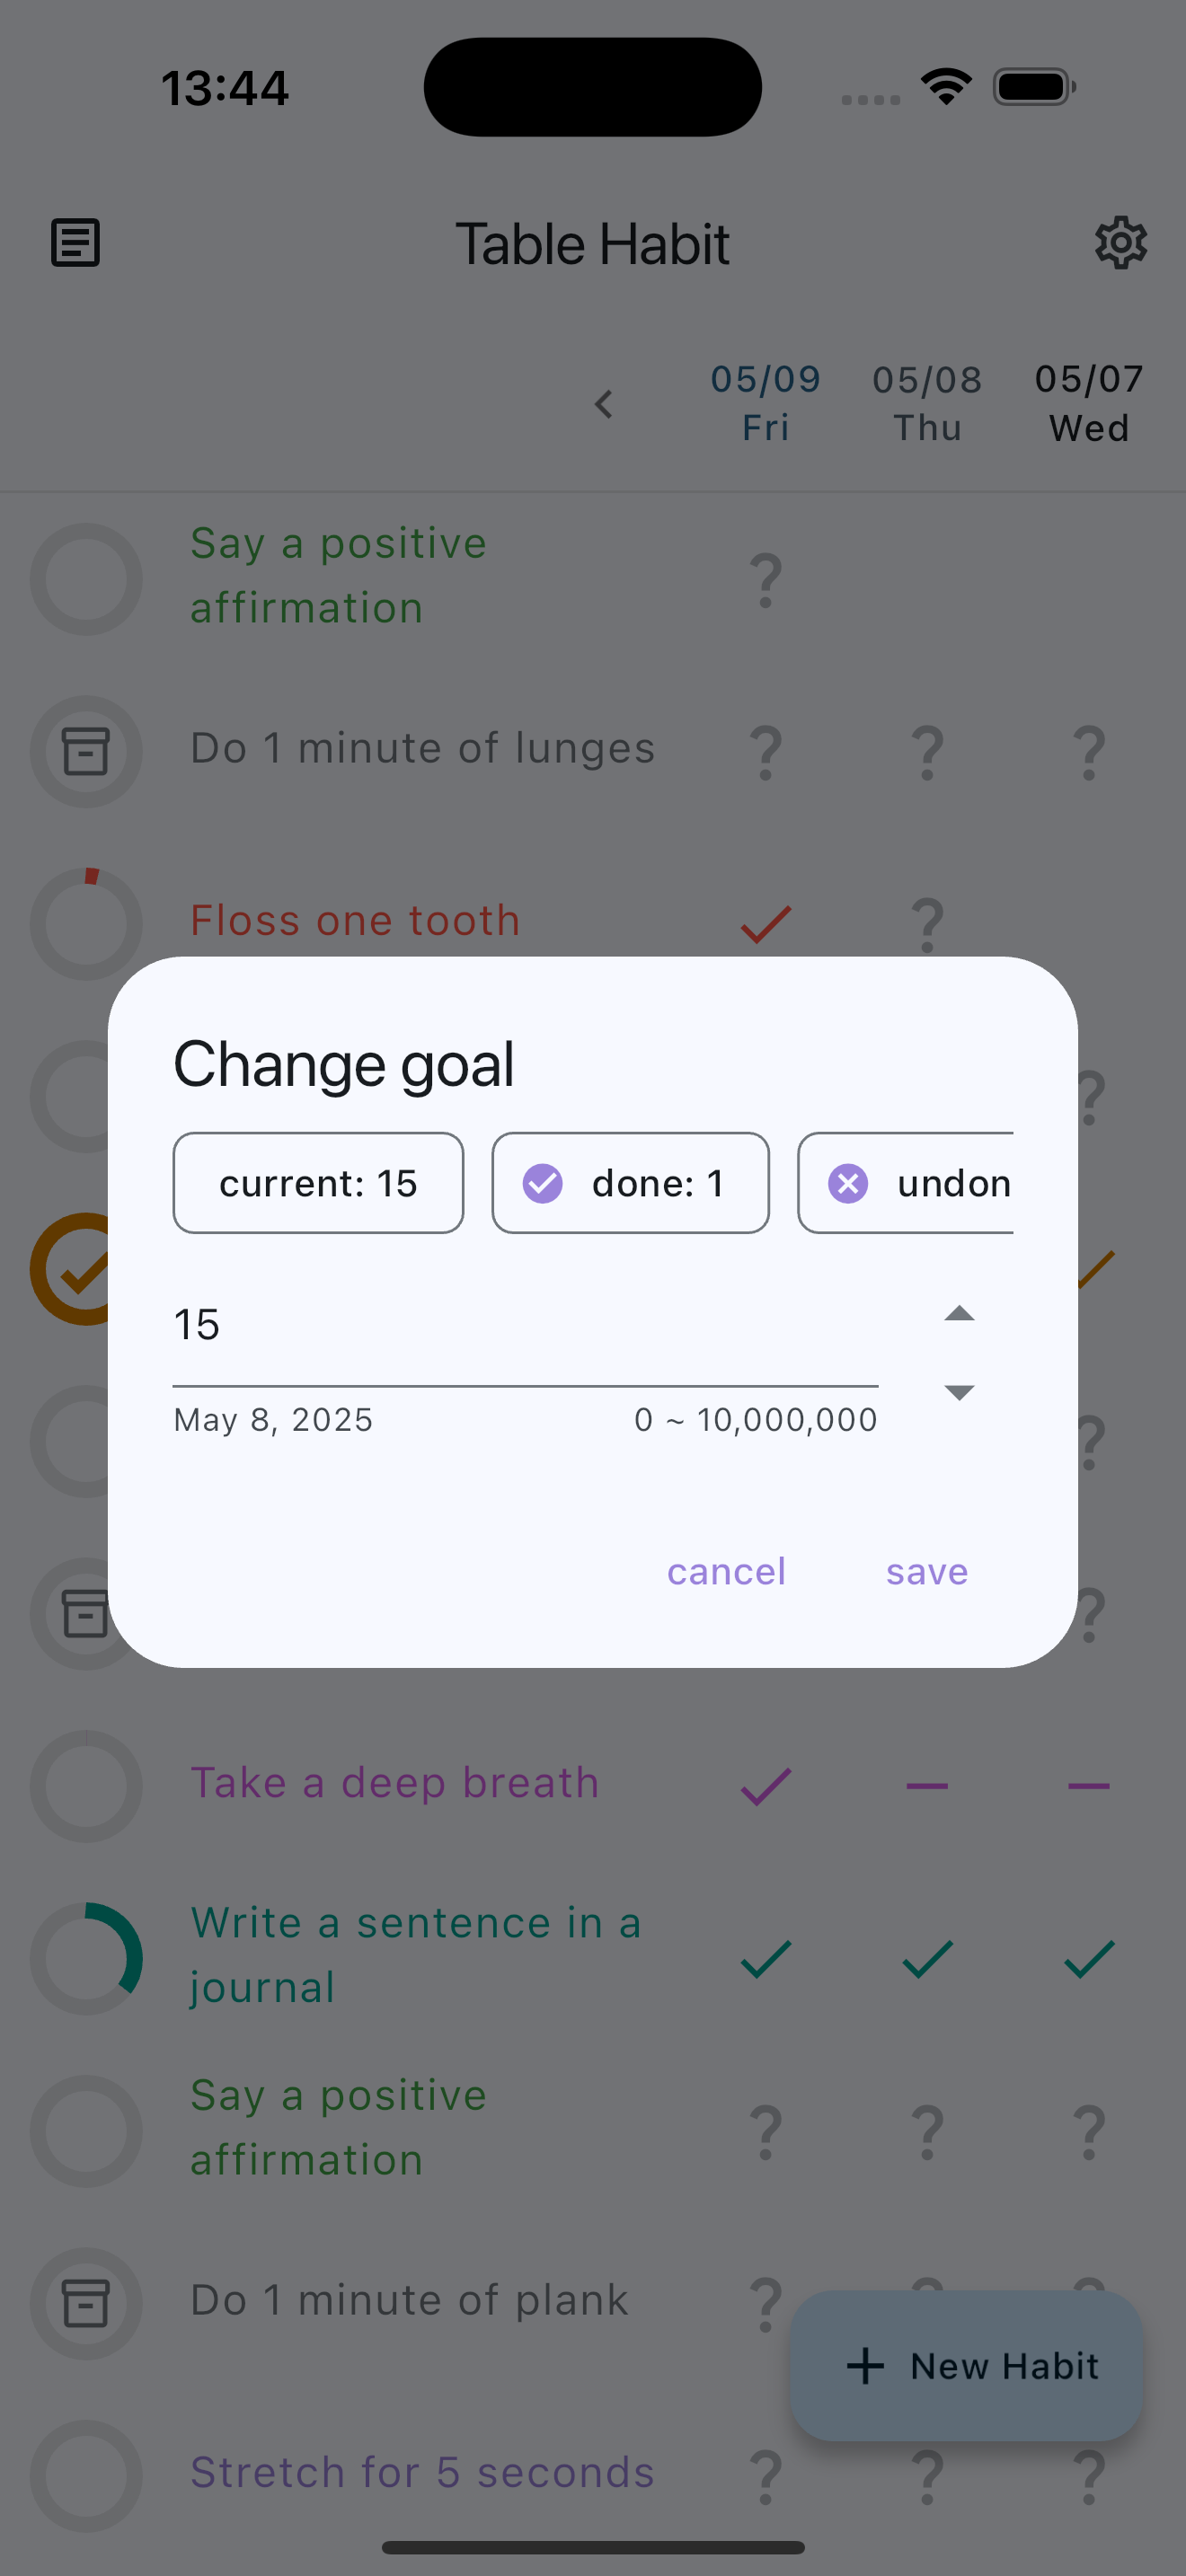 13:44
Table Habit
05/09 05/08 05/07
Fri Thu Wed
Say a positive
affirmation ?
Do 1 minute of lunges ? ? ?
Floss one tooth ?
?
Change goal
current: 15 done: 1 undon
15
May 8, 2025 0 ~ 10,000,000
?
cancel save
?
Take a deep breath
Write a sentence in a
journal
Say a positive
affirmation ? ? ?
Do 1 minute of plank ?
+ New Habit
Stretch for 5 seconds ? ? ?